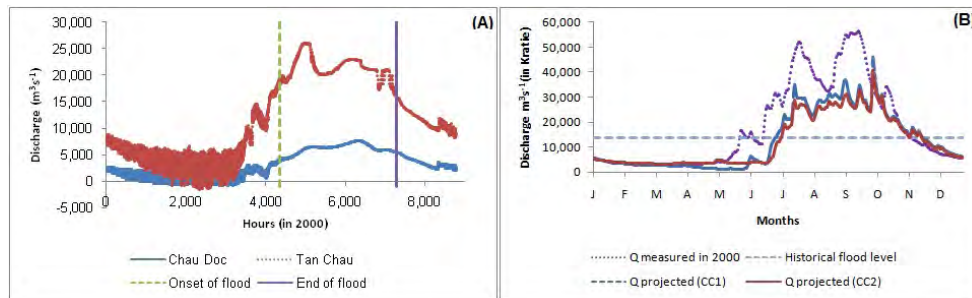 (A)
30,000
25,000
20,000
15,000
10,000
5,000
0
-5,000
Discharge (m³s⁻¹)
0 2,000 4,000 6,000 8,000
Hours (in 2000)
Chau Doc Tan Chau
Onset of flood End of flood
(B)
60,000
50,000
40,000
30,000
20,000
10,000
0
Discharge m³s⁻¹(in Kratie)
J F M A M J J A S O N D
Months
Q measured in 2000 Historical flood level
Q projected (CC1) Q projected (CC2)